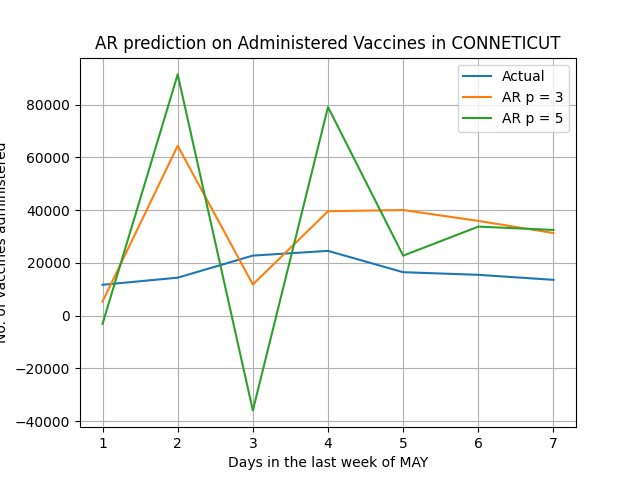 AR prediction on Administered Vaccines in CONNETICUT
Actual
AR p = 3
AR p = 5
No. of vaccines administered
80000
60000
40000
20000
0
−20000
−40000
1 2 3 4 5 6 7
Days in the last week of MAY